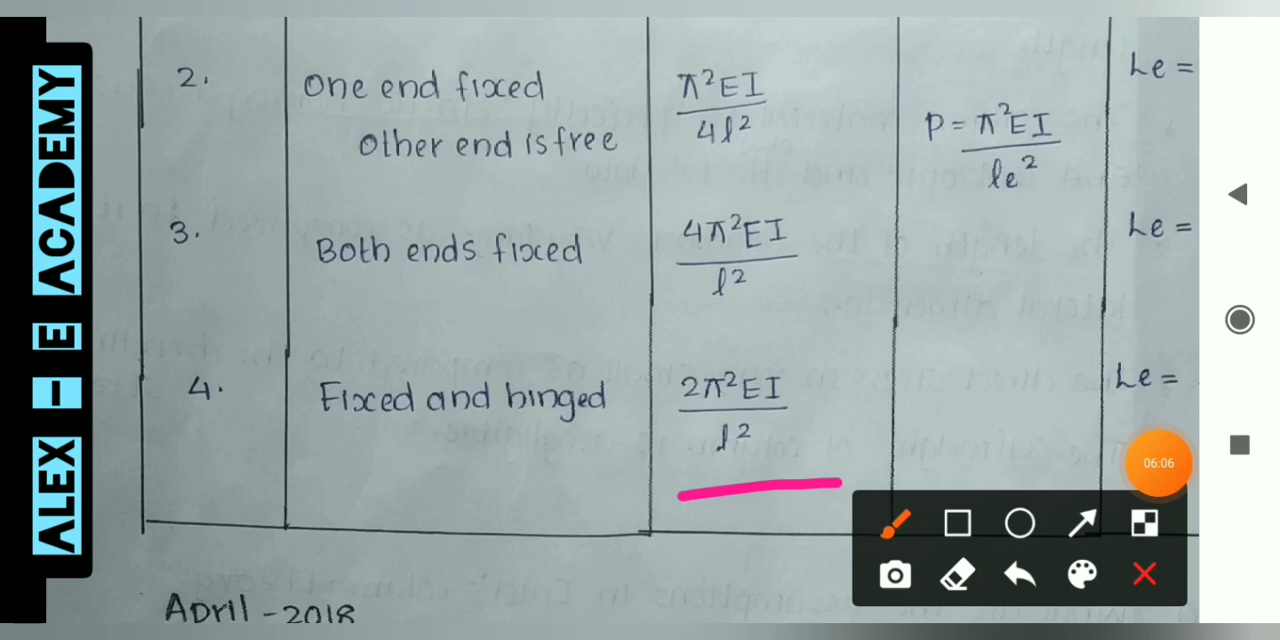 ALEX - E ACADEMY
2. One end fixed Other end is free π²EI/4l² P = π²EI/le² Le =
3. Both ends fixed 4π²EI/l² Le =
4. Fixed and hinged 2π²EI/l² Le =
06:06
April - 2018